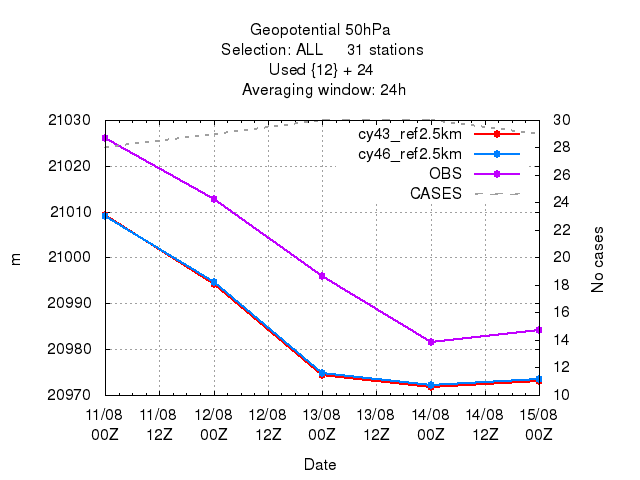 Geopotential 50hPa
Selection: ALL 31 stations
Used {12} + 24
Averaging window: 24h
21030
21020
21010
21000
20990
20980
20970
m
cy43_ref2.5km
cy46_ref2.5km
OBS
CASES
30
28
26
24
22
20
18
16
14
12
10
No cases
11/08 11/08 12/08 12/08 13/08 13/08 14/08 14/08 15/08
00Z 12Z 00Z 12Z 00Z 12Z 00Z 12Z 00Z
Date